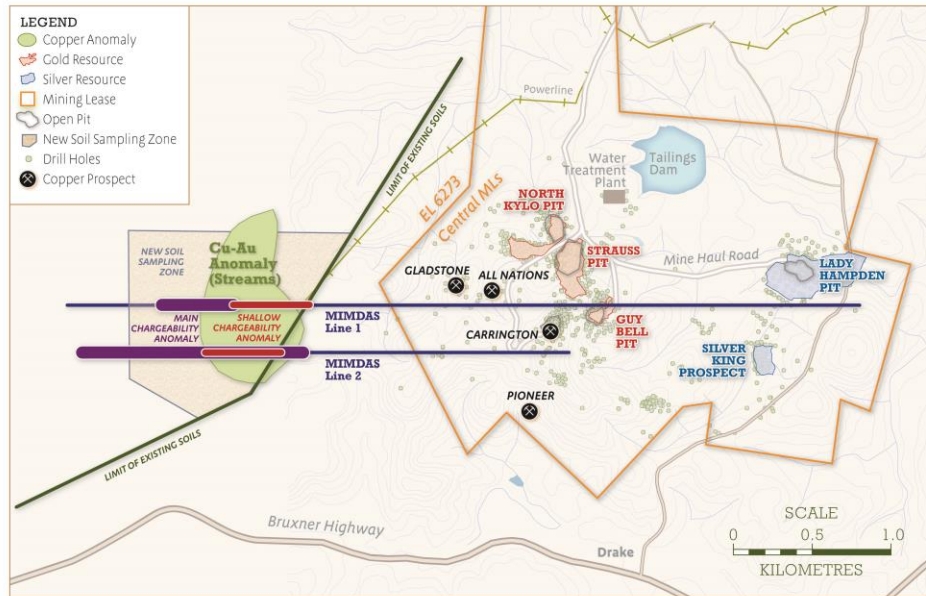 LEGEND
Copper Anomaly
Gold Resource
Silver Resource
Mining Lease
Open Pit
New Soil Sampling Zone
Drill Holes
Copper Prospect
Powerline
LIMIT OF EXISTING SOILS
EL 6273
Central MLs
Water
Treatment
Plant
Tailings
Dam
NORTH
KYLO PIT
STRAUSS
PIT
Mine Haul Road
LADY
HAMPDEN
PIT
NEW SOIL
SAMPLING
ZONE
Cu-Au
Anomaly
(Streams)
GLADSTONE
ALL NATIONS
MAIN
CHARGEABILITY
ANOMALY
SHALLOW
CHARGEABILITY
ANOMALY
MIMDAS
Line 1
CARRINGTON
GUY
BELL
PIT
MIMDAS
Line 2
SILVER
KING
PROSPECT
PIONEER
LIMIT OF EXISTING SOILS
Bruxner Highway
Drake
SCALE
0 0.5 1.0
KILOMETRES